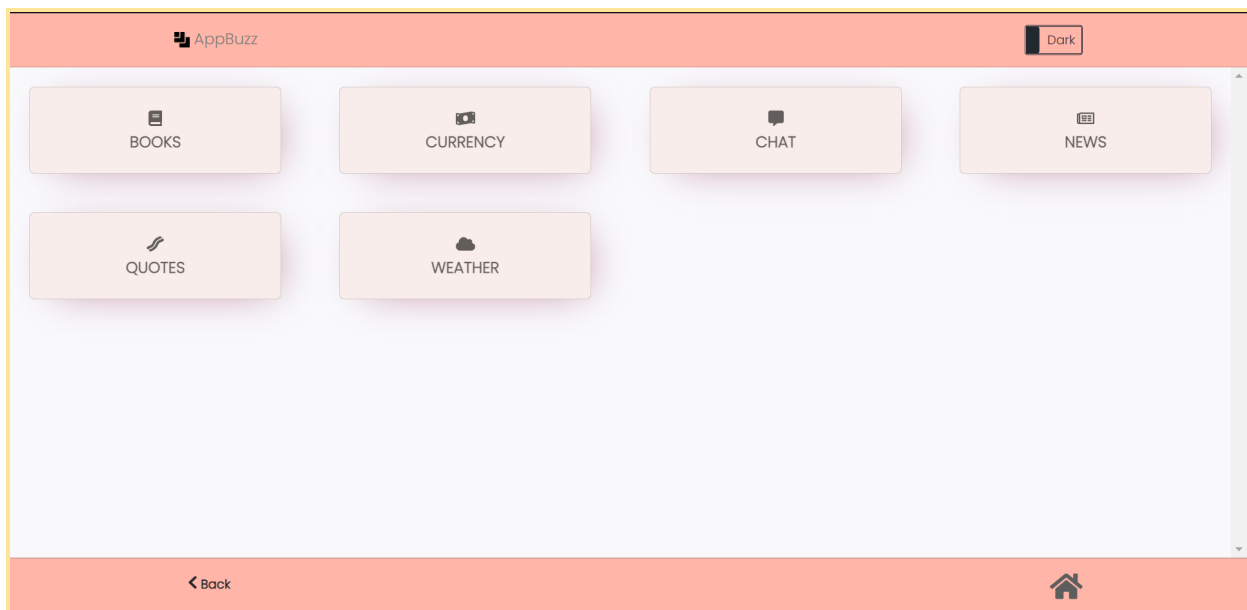 AppBuzz
Dark
BOOKS
CURRENCY
CHAT
NEWS
QUOTES
WEATHER
Back